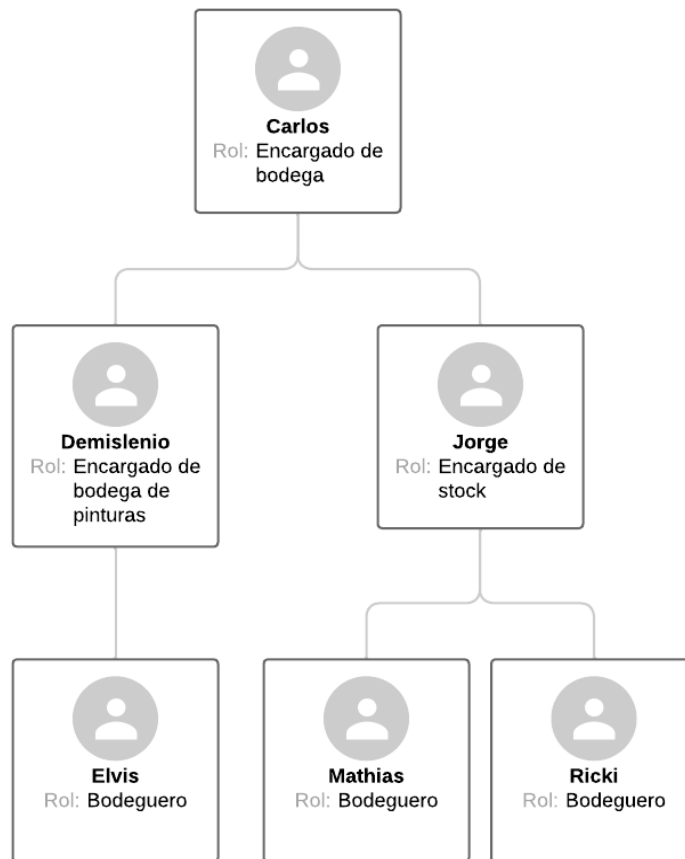 Carlos
Rol: Encargado de
bodega
Demislenio
Rol: Encargado de
bodega de
pinturas
Jorge
Rol: Encargado de
stock
Elvis
Rol: Bodeguero
Mathias
Rol: Bodeguero
Ricki
Rol: Bodeguero